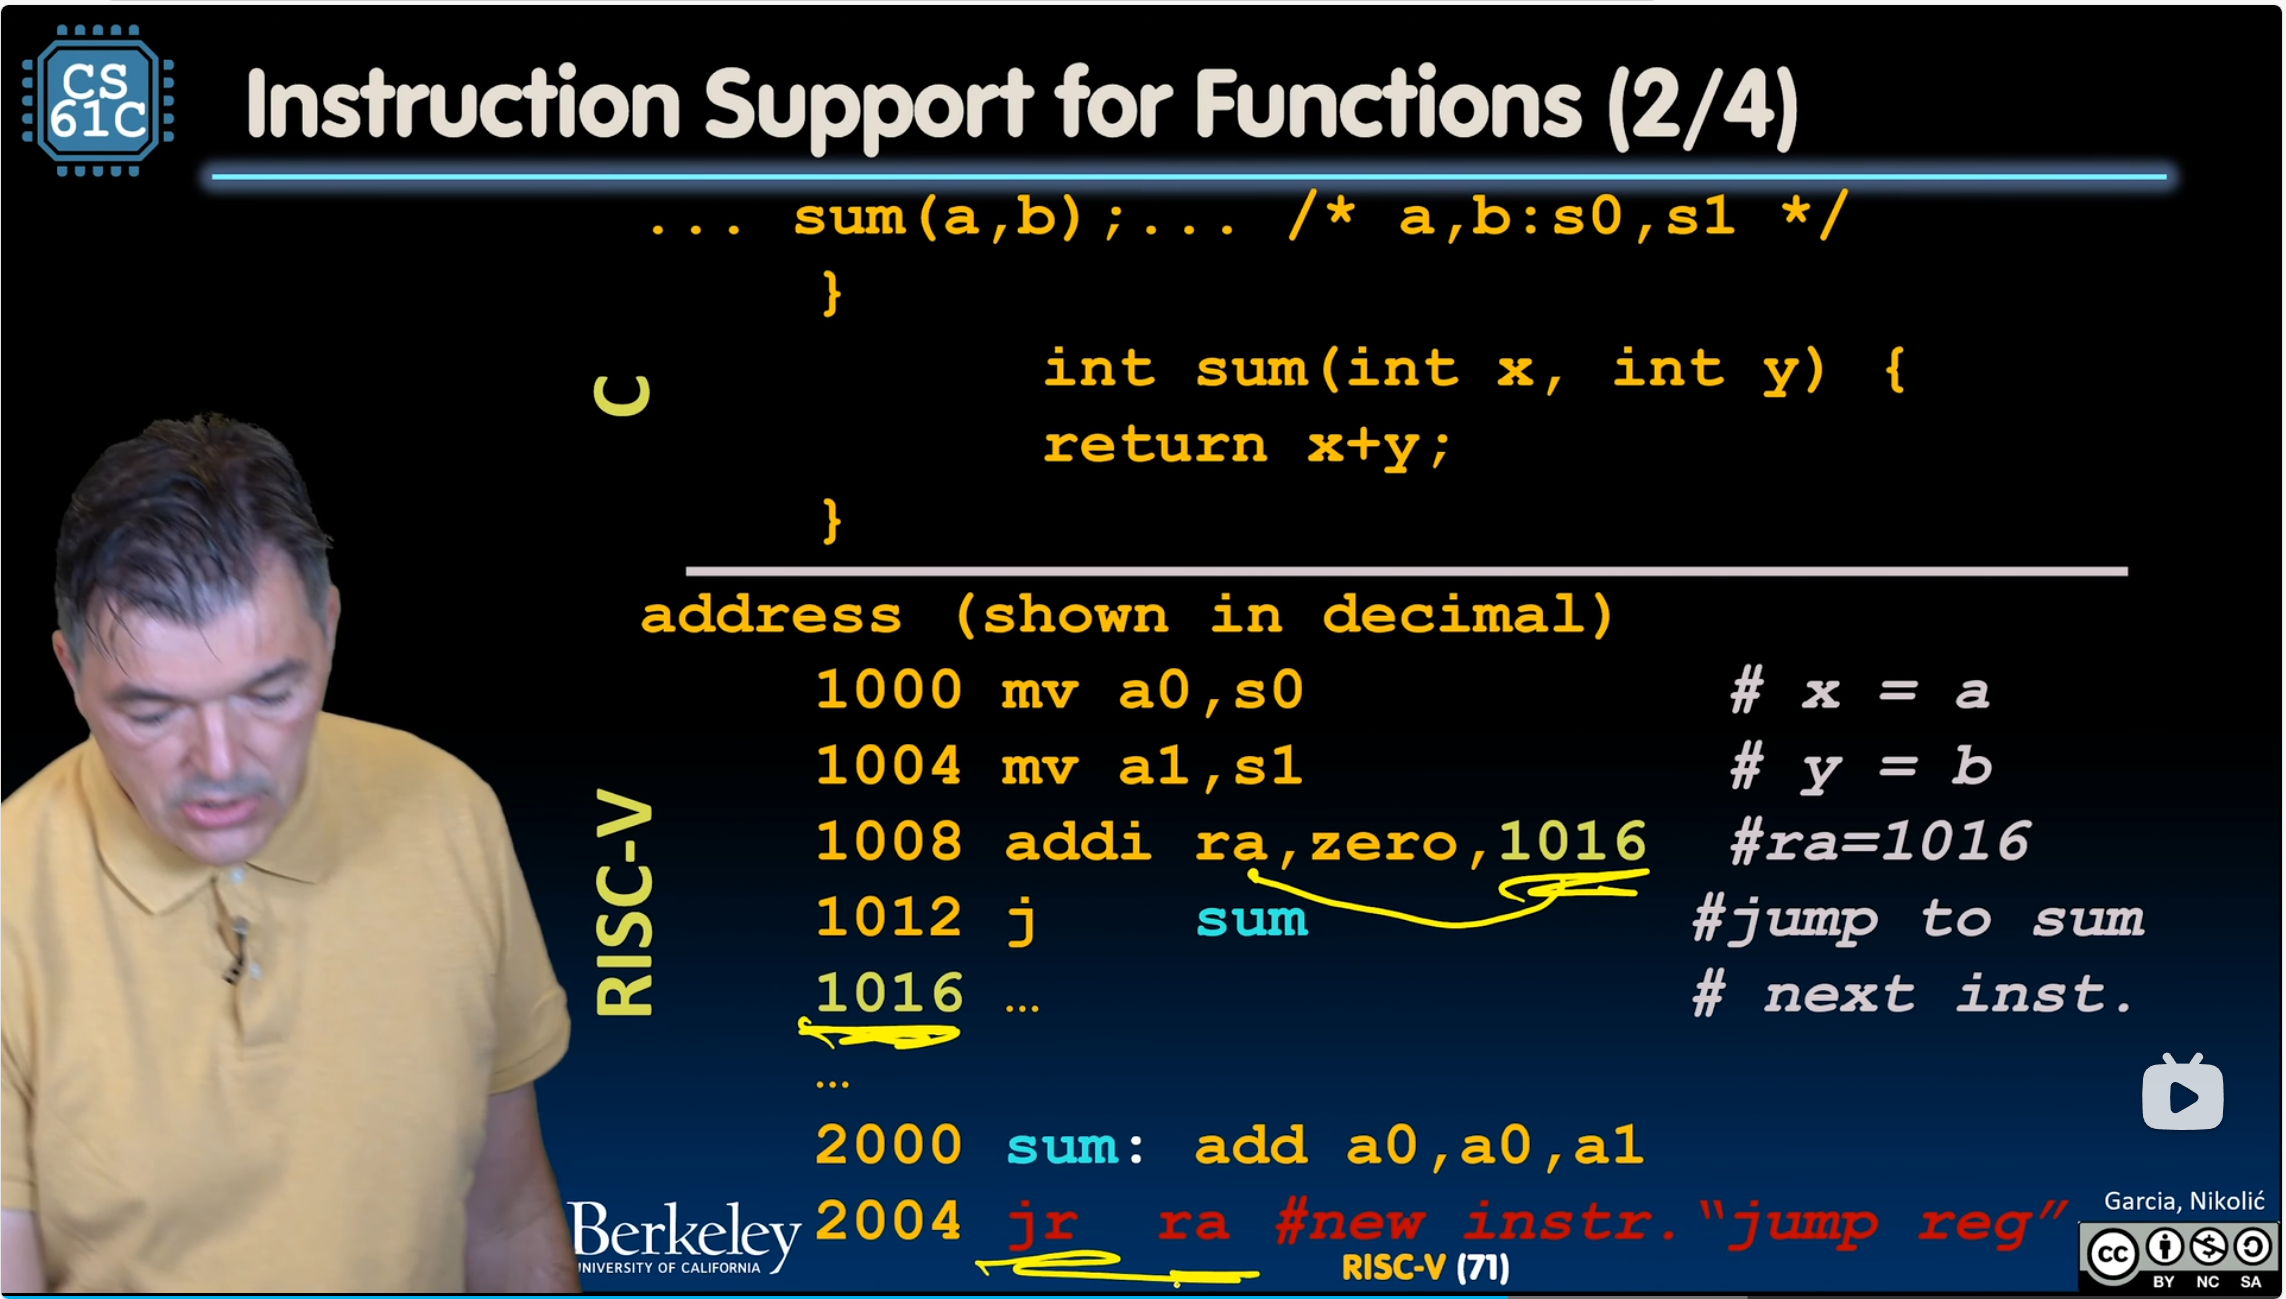 CS
61C
Instruction Support for Functions (2/4)
... sum(a,b);... /* a,b:s0,s1 */
}
C
int sum(int x, int y) {
return x+y;
}
address (shown in decimal)
RISC-V
1000 mv a0,s0 # x = a
1004 mv a1,s1 # y = b
1008 addi ra,zero,1016 #ra=1016
1012 j sum #jump to sum
1016 … # next inst.
…
2000 sum: add a0,a0,a1
2004 jr ra #new instr. "jump reg"
Berkeley
UNIVERSITY OF CALIFORNIA
RISC-V (71)
Garcia, Nikolić
cc
BY NC SA